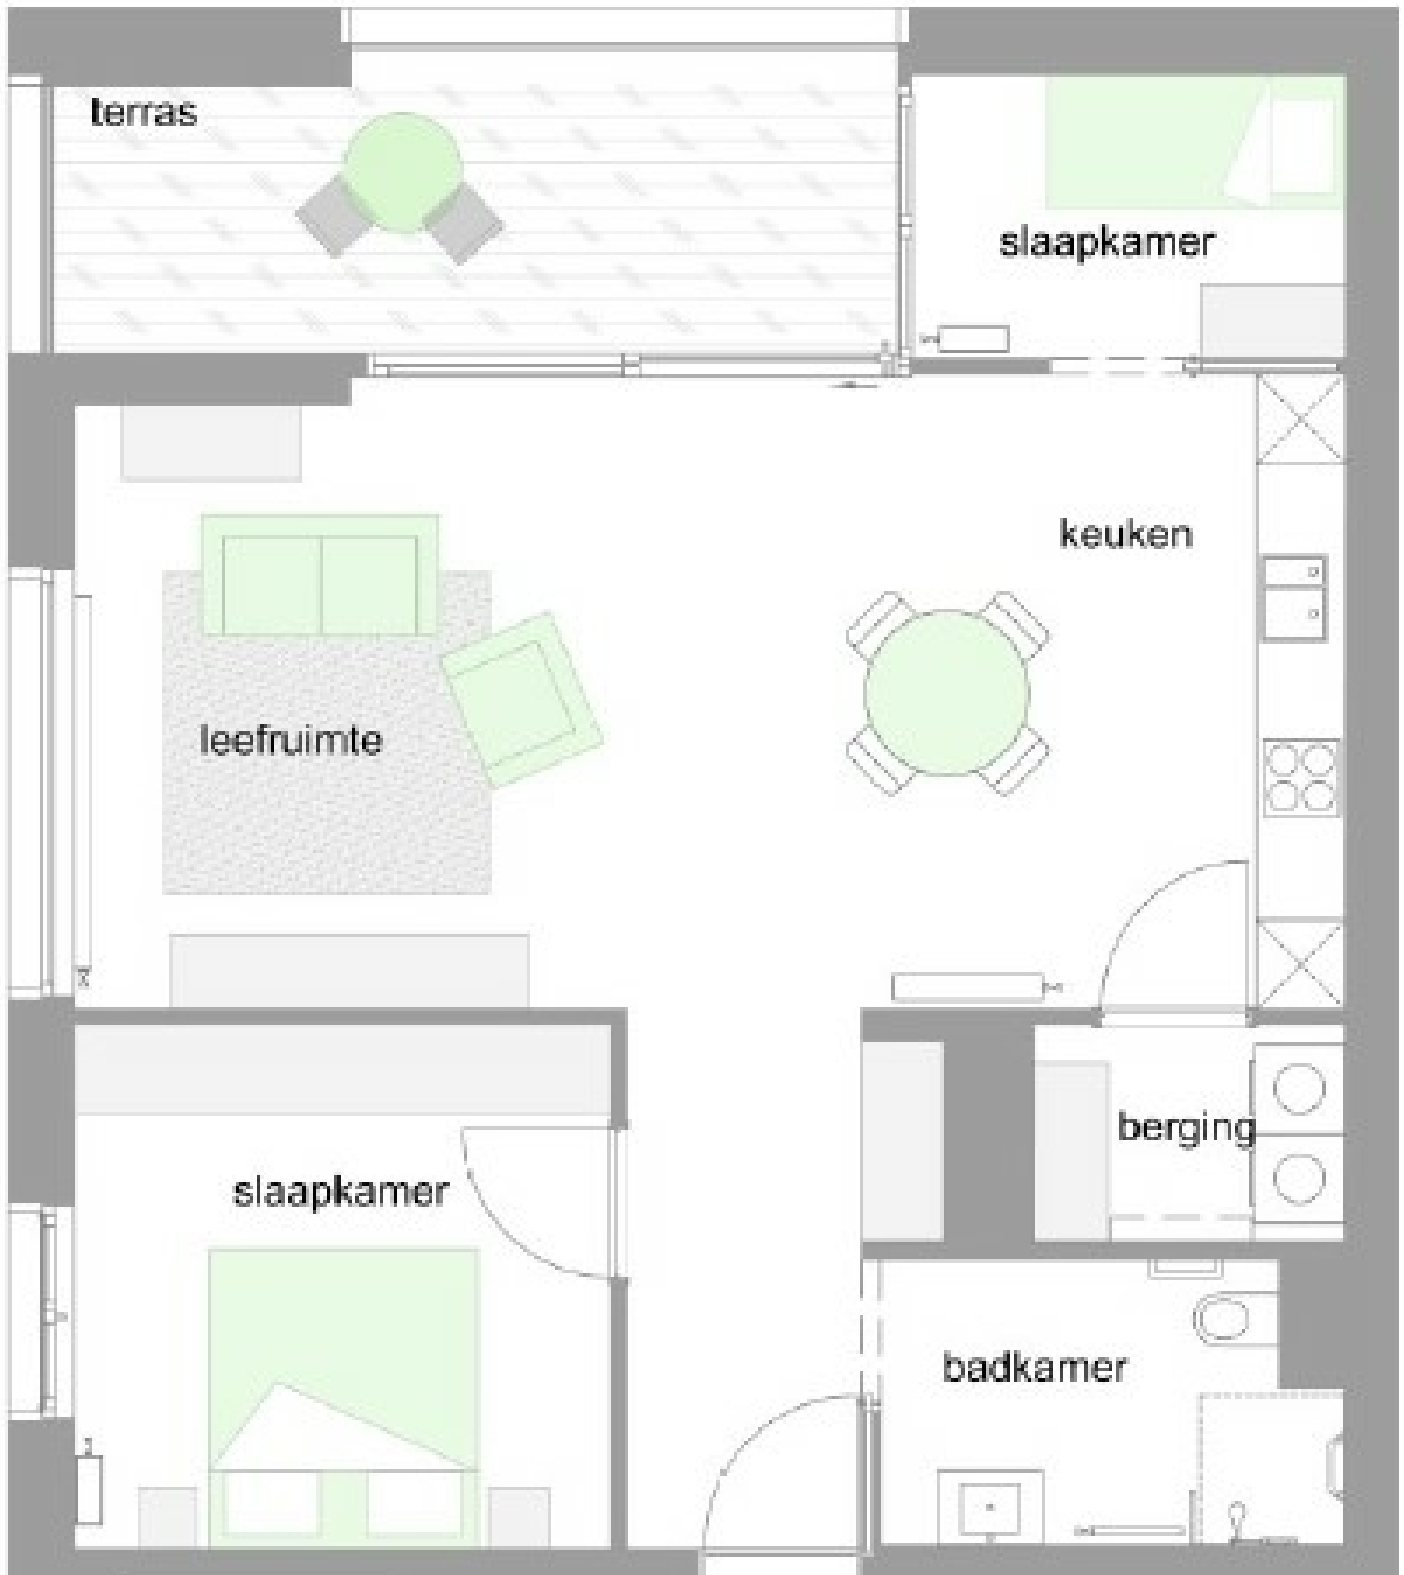 terras
slaapkamer
keuken
leefruimte
berging
slaapkamer
badkamer